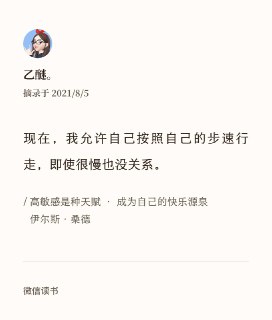 乙醚。
摘录于 2021/8/5
现在，我允许自己按照自己的步速行
走，即使很慢也没关系。
/ 高敏感是种天赋 · 成为自己的快乐源泉
伊尔斯 · 桑德
微信读书